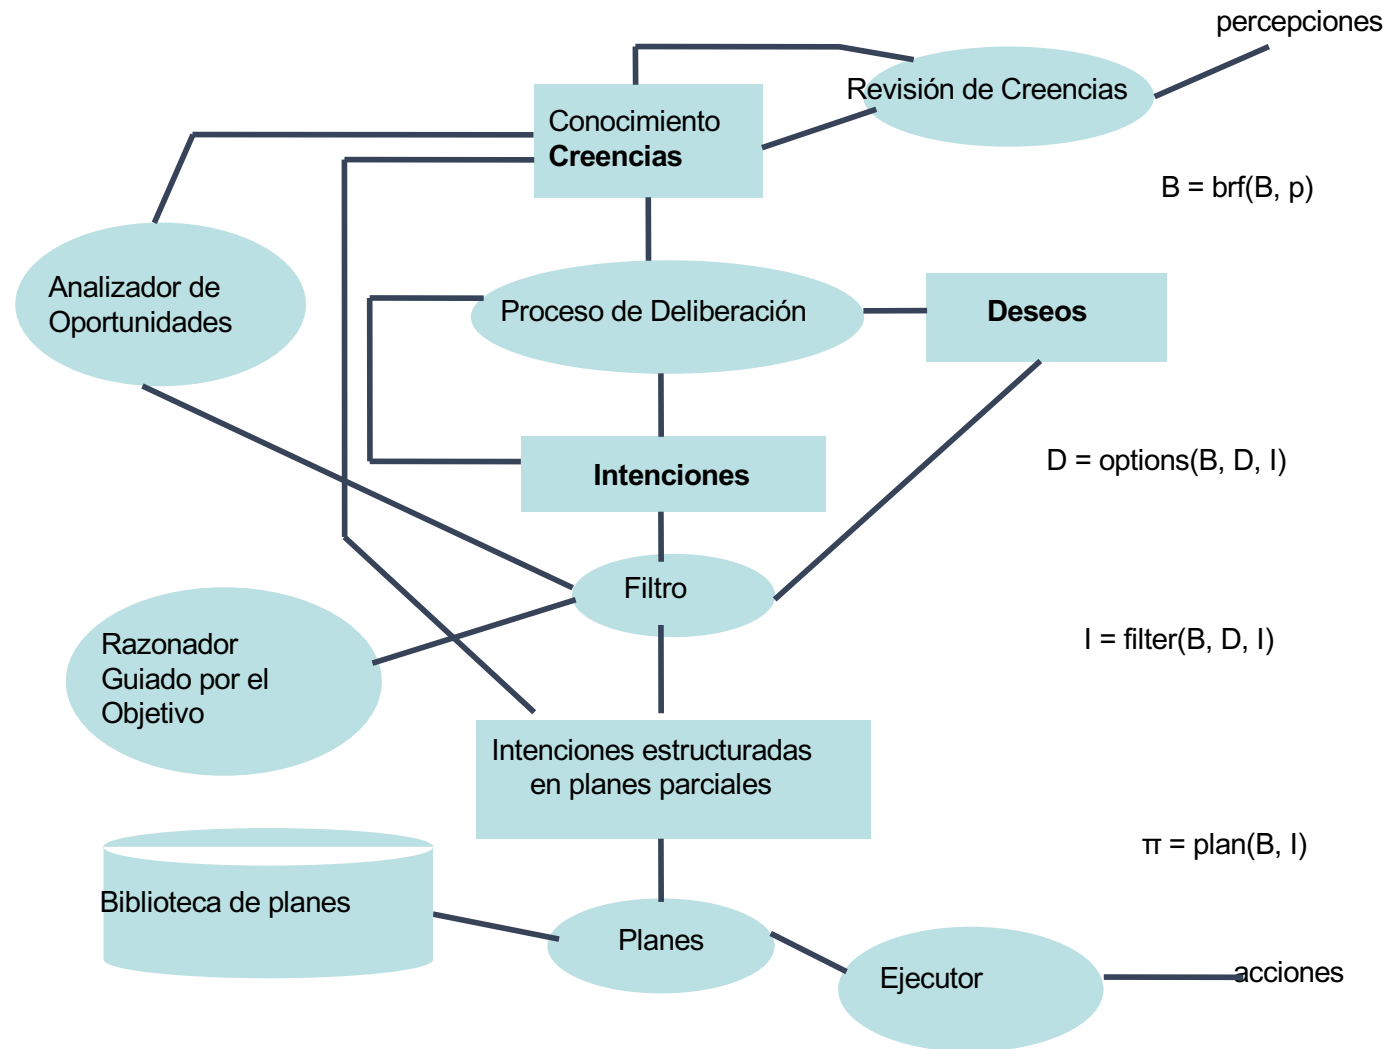 percepciones
Revisión de Creencias
Conocimiento
Creencias
B = brf(B, p)
Analizador de
Oportunidades
Proceso de Deliberación
Deseos
Intenciones
D = options(B, D, I)
Filtro
I = filter(B, D, I)
Razonador
Guiado por el
Objetivo
Intenciones estructuradas
en planes parciales
π = plan(B, I)
Biblioteca de planes
Planes
Ejecutor
acciones